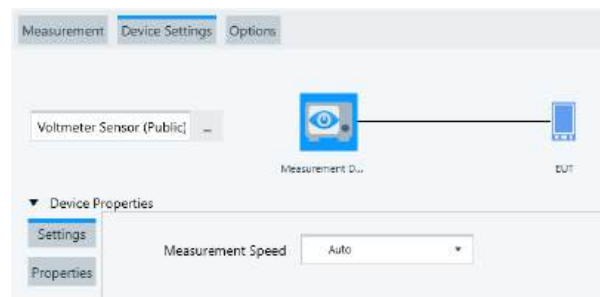 Measurement Device Settings Options
Voltmeter Sensor (Public) ...
Measurement D... EUT
Device Properties
Settings
Measurement Speed Auto
Properties